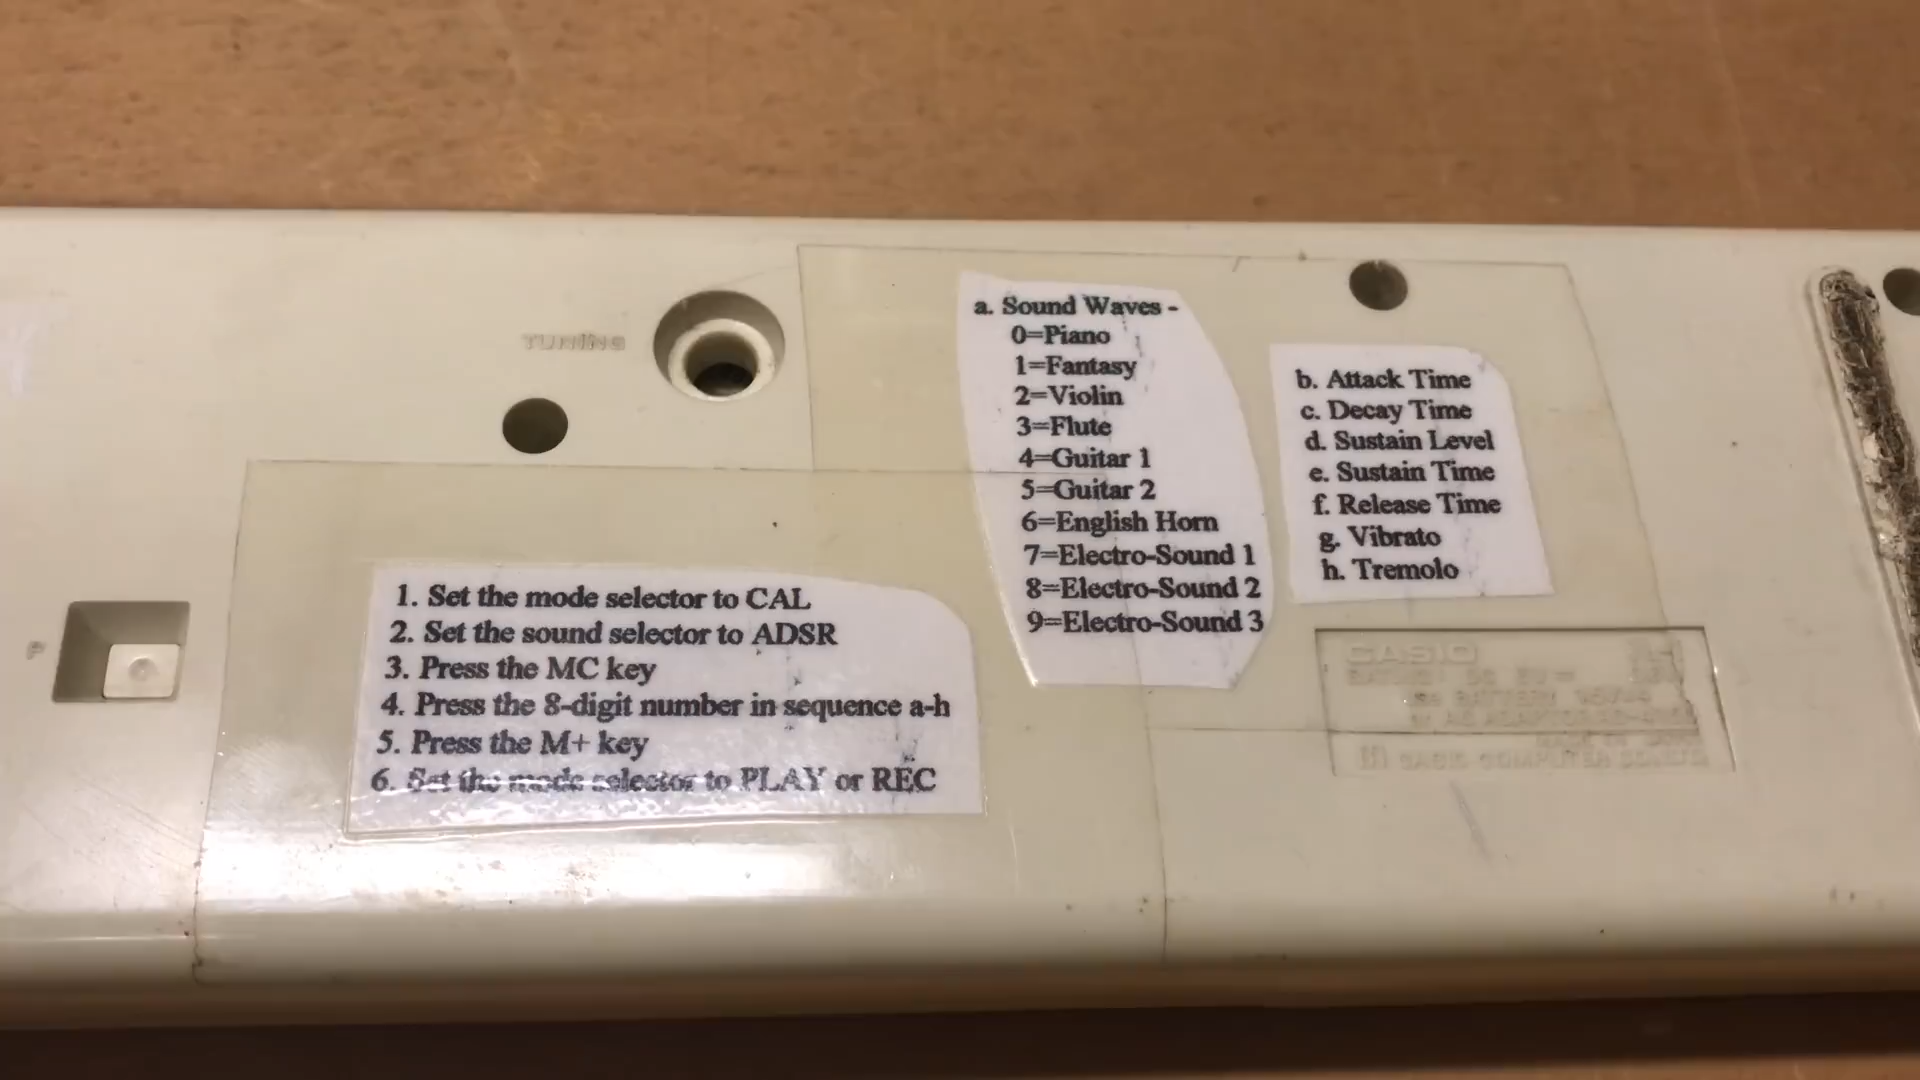 TUNING
a. Sound Waves -
0=Piano
1=Fantasy
2=Violin
3=Flute
4=Guitar 1
5=Guitar 2
6=English Horn
7=Electro-Sound 1
8=Electro-Sound 2
9=Electro-Sound 3
b. Attack Time
c. Decay Time
d. Sustain Level
e. Sustain Time
f. Release Time
g. Vibrato
h. Tremolo
P
1. Set the mode selector to CAL
2. Set the sound selector to ADSR
3. Press the MC key
4. Press the 8-digit number in sequence a-h
5. Press the M+ key
6. Set the mode selector to PLAY or REC
CASIO
CASIO COMPUTER CO.,LTD.